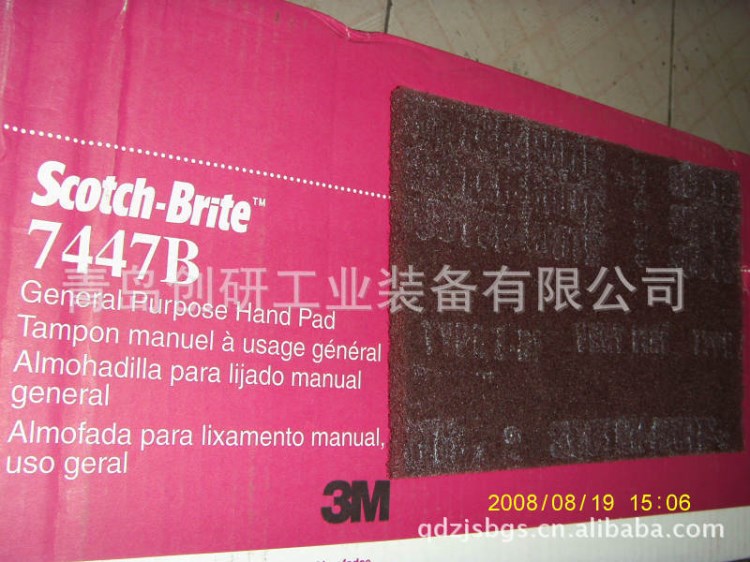 Scotch-Brite™
7447B
青岛创研工业装备有限公司
General Purpose Hand Pad
Tampon manuel à usage général
Almohadilla para lijado manual
general
Almofada para lixamento manual,
uso geral
3M
2008/08/19 15:06
qdzjsbgs.cn.alibaba.com